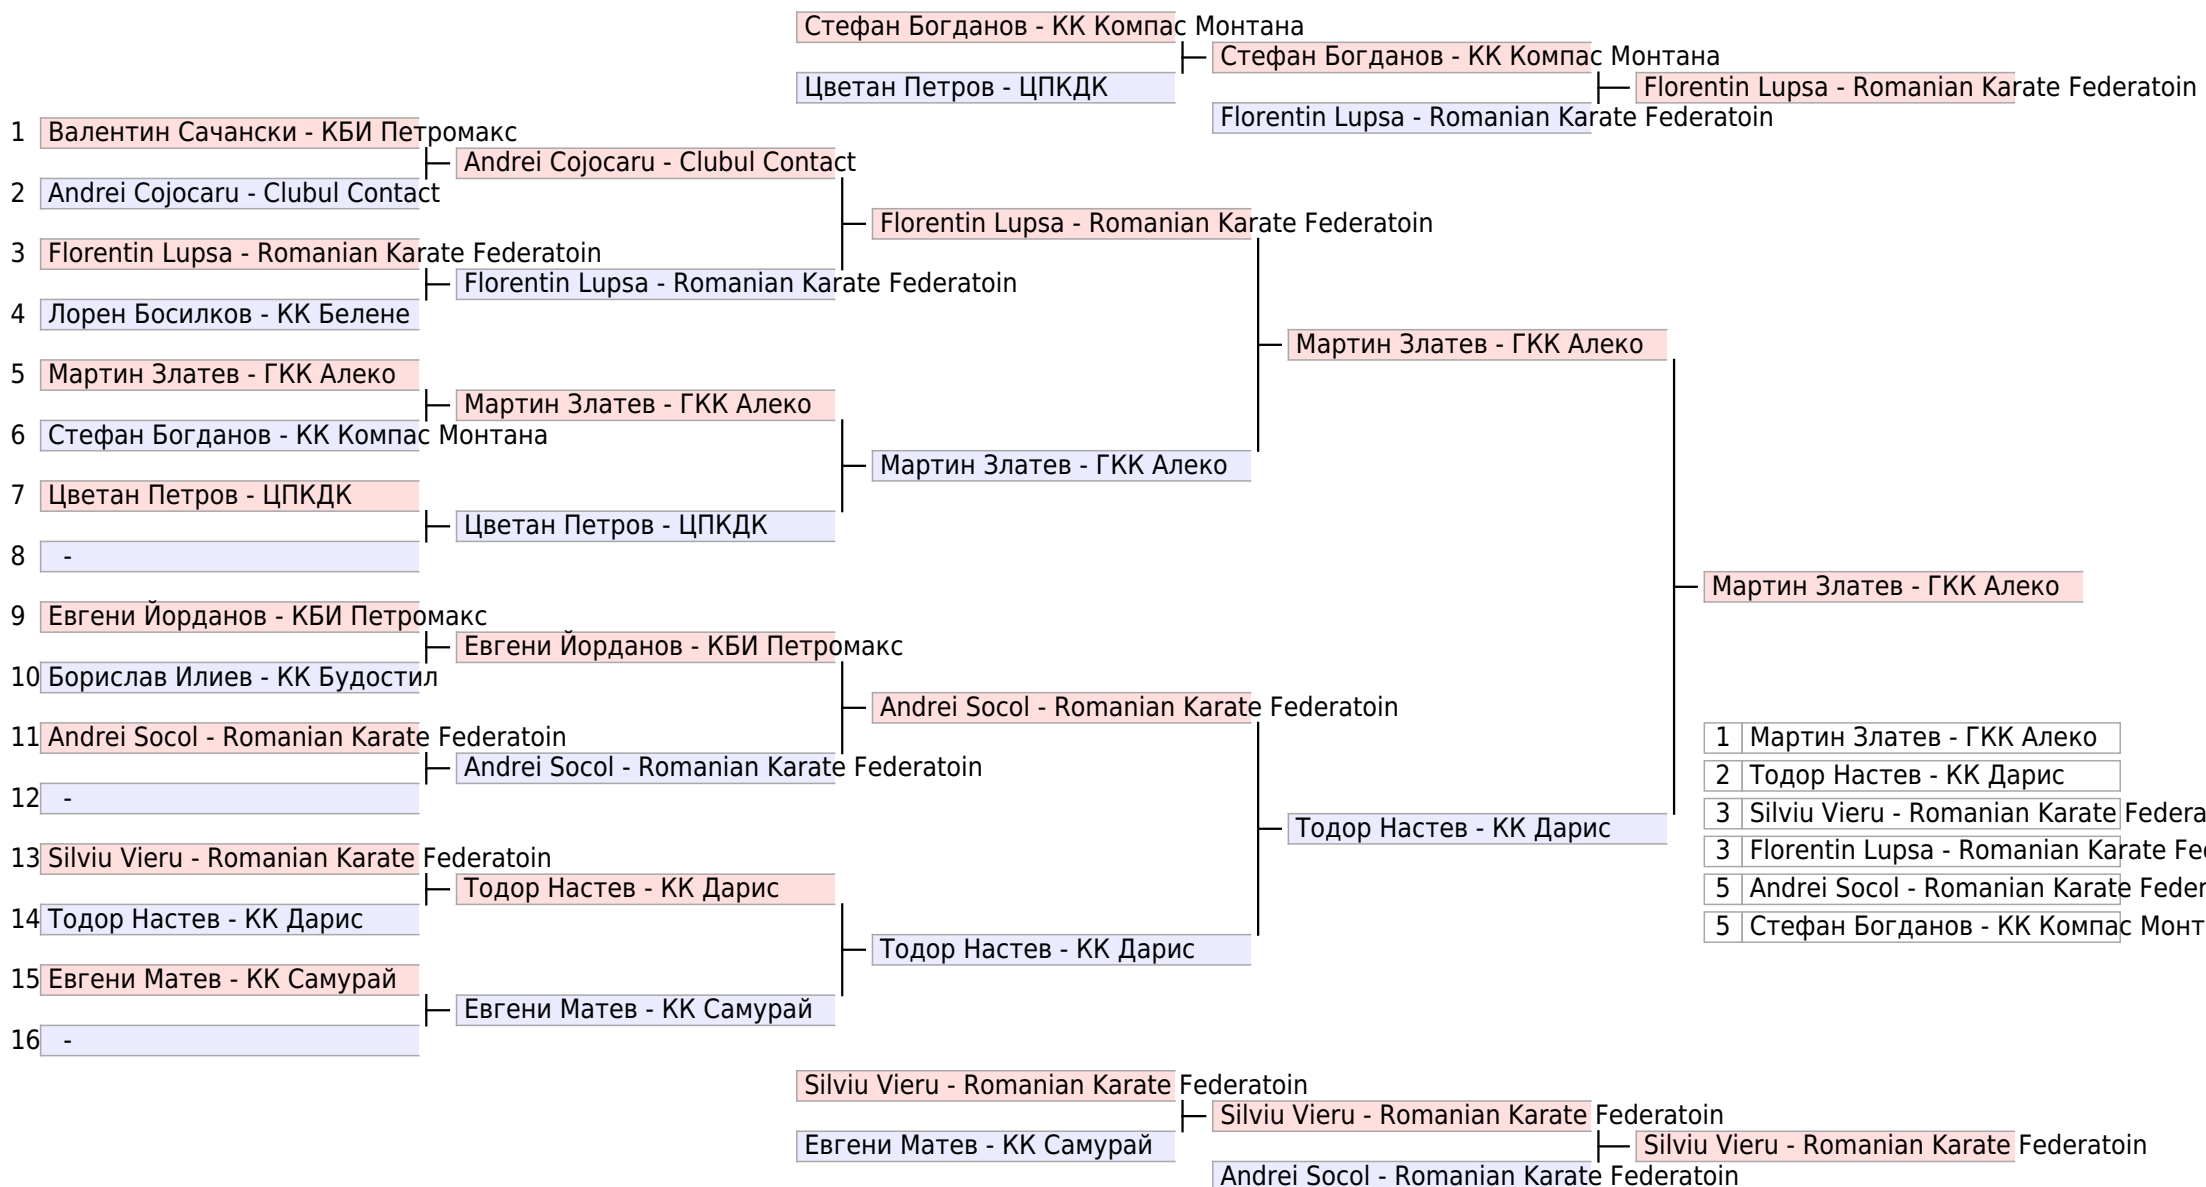 Стефан Богданов - КК Компас Монтана
Стефан Богданов - КК Компас Монтана
Цветан Петров - ЦПКДК
Florentin Lupsa - Romanian Karate Federatoin
Florentin Lupsa - Romanian Karate Federatoin
1 Валентин Сачански - КБИ Петромакс
Andrei Cojocaru - Clubul Contact
2 Andrei Cojocaru - Clubul Contact
Florentin Lupsa - Romanian Karate Federatoin
3 Florentin Lupsa - Romanian Karate Federatoin
Florentin Lupsa - Romanian Karate Federatoin
4 Лорен Босилков - КК Белене
Мартин Златев - ГКК Алеко
5 Мартин Златев - ГКК Алеко
Мартин Златев - ГКК Алеко
6 Стефан Богданов - КК Компас Монтана
Мартин Златев - ГКК Алеко
7 Цветан Петров - ЦПКДК
Цветан Петров - ЦПКДК
8 -
Мартин Златев - ГКК Алеко
9 Евгени Йорданов - КБИ Петромакс
Евгени Йорданов - КБИ Петромакс
10 Борислав Илиев - КК Будостил
Andrei Socol - Romanian Karate Federatoin
11 Andrei Socol - Romanian Karate Federatoin
Andrei Socol - Romanian Karate Federatoin
12 -
Тодор Настев - КК Дарис
13 Silviu Vieru - Romanian Karate Federatoin
Тодор Настев - КК Дарис
14 Тодор Настев - КК Дарис
Тодор Настев - КК Дарис
15 Евгени Матев - КК Самурай
Евгени Матев - КК Самурай
16 -
1 Мартин Златев - ГКК Алеко
2 Тодор Настев - КК Дарис
3 Silviu Vieru - Romanian Karate Federa
3 Florentin Lupsa - Romanian Karate Fe
5 Andrei Socol - Romanian Karate Feder
5 Стефан Богданов - КК Компас Монт
Silviu Vieru - Romanian Karate Federatoin
Silviu Vieru - Romanian Karate Federatoin
Евгени Матев - КК Самурай
Silviu Vieru - Romanian Karate Federatoin
Andrei Socol - Romanian Karate Federatoin